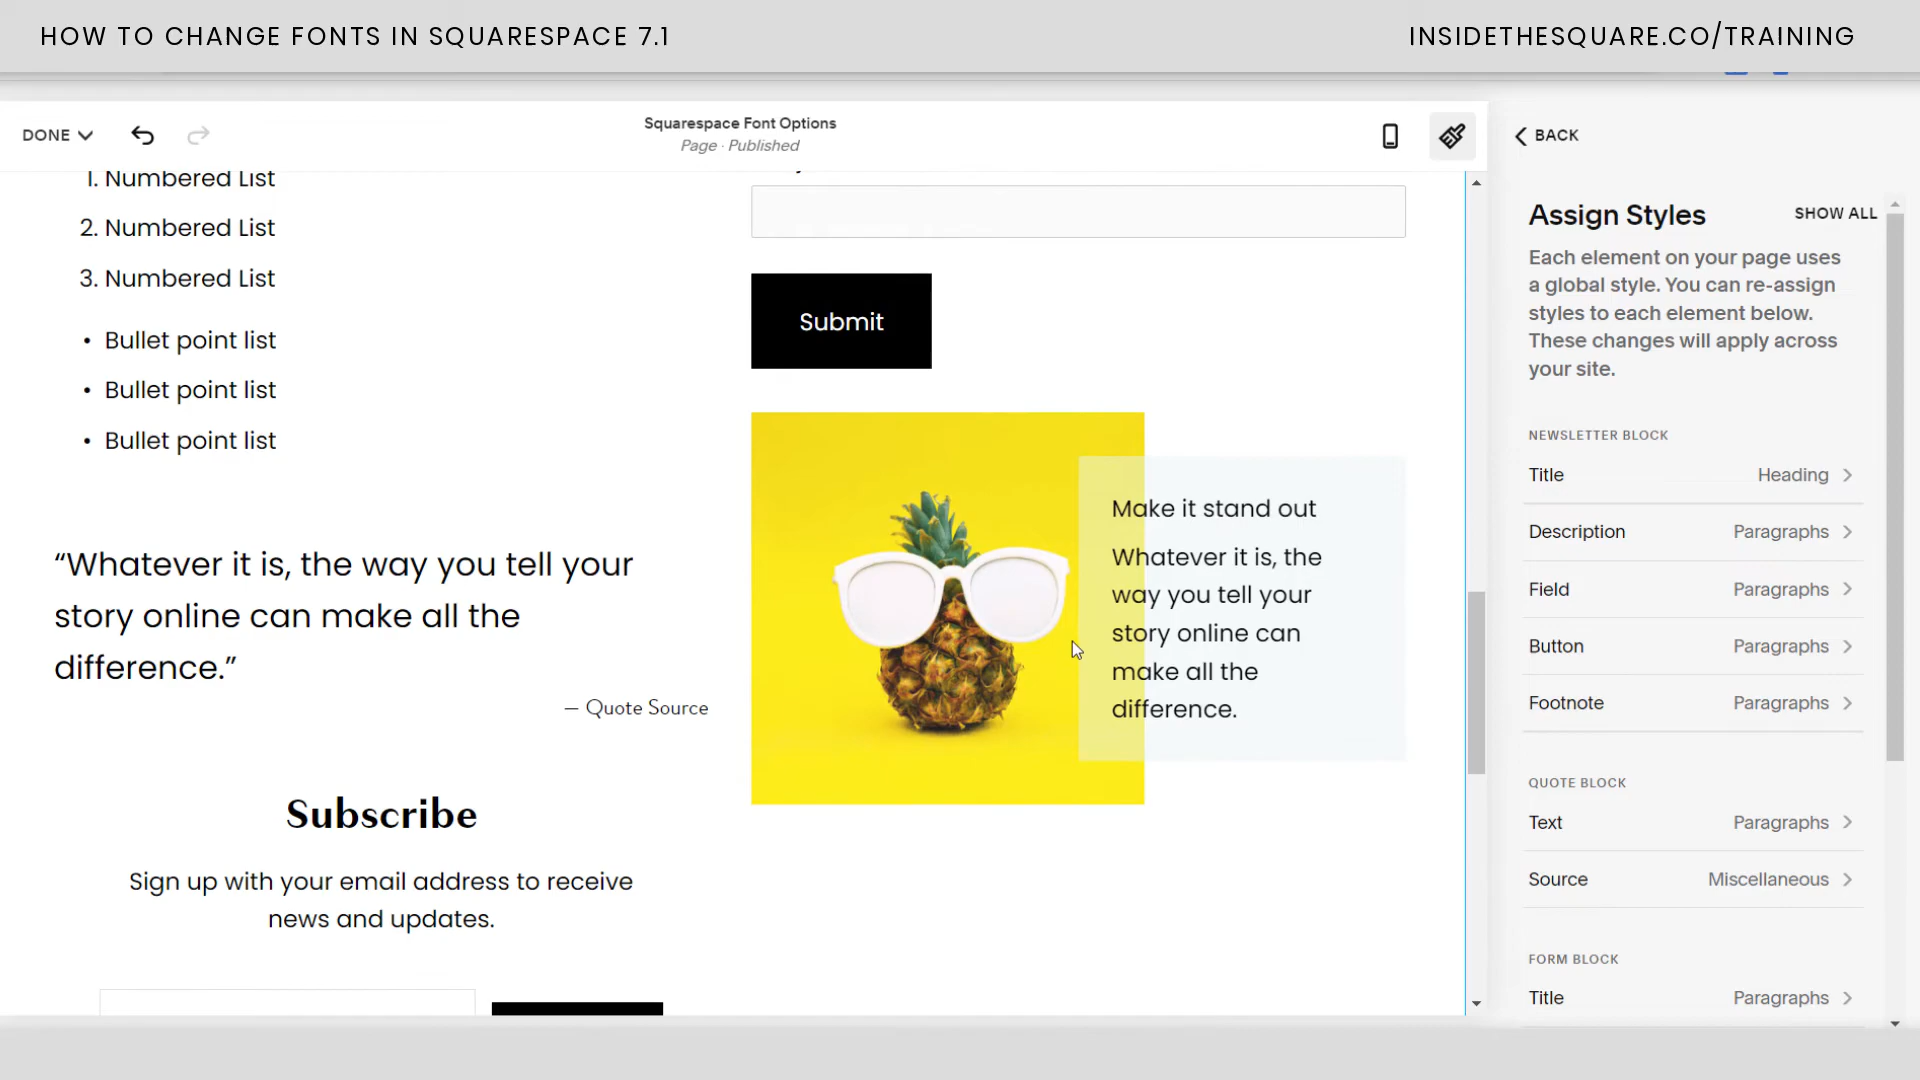 HOW TO CHANGE FONTS IN SQUARESPACE 7.1
INSIDETHESQUARE.CO/TRAINING
DONE
Squarespace Font Options
Page · Published
BACK
1. Numbered List
2. Numbered List
3. Numbered List
• Bullet point list
• Bullet point list
• Bullet point list
“Whatever it is, the way you tell your
story online can make all the
difference.”
— Quote Source
Subscribe
Sign up with your email address to receive
news and updates.
Submit
Make it stand out
Whatever it is, the
way you tell your
story online can
make all the
difference.
Assign Styles
SHOW ALL
Each element on your page uses
a global style. You can re-assign
styles to each element below.
These changes will apply across
your site.
NEWSLETTER BLOCK
Title Heading
Description Paragraphs
Field Paragraphs
Button Paragraphs
Footnote Paragraphs
QUOTE BLOCK
Text Paragraphs
Source Miscellaneous
FORM BLOCK
Title Paragraphs